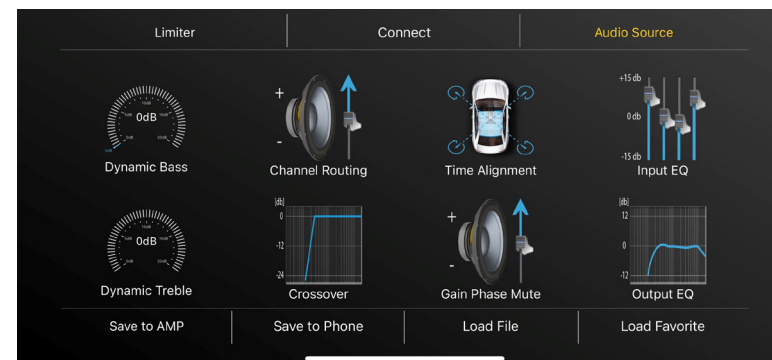 Limiter
Connect
Audio Source
0dB
Dynamic Bass
+
-
Channel Routing
Time Alignment
+15 db
0 db
-15 db
Input EQ
0dB
Dynamic Treble
[db]
0
-12
-24
Crossover
+
-
Gain Phase Mute
[db]
12
0
-12
Output EQ
Save to AMP
Save to Phone
Load File
Load Favorite